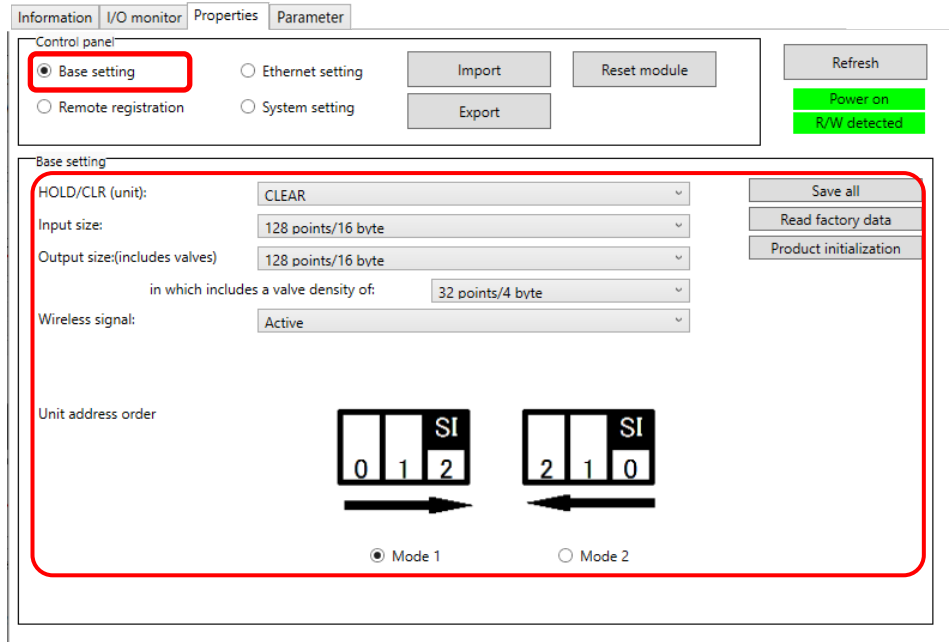 Information I/O monitor Properties Parameter
Control panel
Base setting Ethernet setting Import Reset module Refresh
Remote registration System setting Export Power on
R/W detected
Base setting
HOLD/CLR (unit): CLEAR Save all
Input size: 128 points/16 byte Read factory data
Output size:(includes valves) 128 points/16 byte Product initialization
in which includes a valve density of: 32 points/4 byte
Wireless signal: Active
Unit address order
SI SI
0 1 2 2 1 0
Mode 1 Mode 2